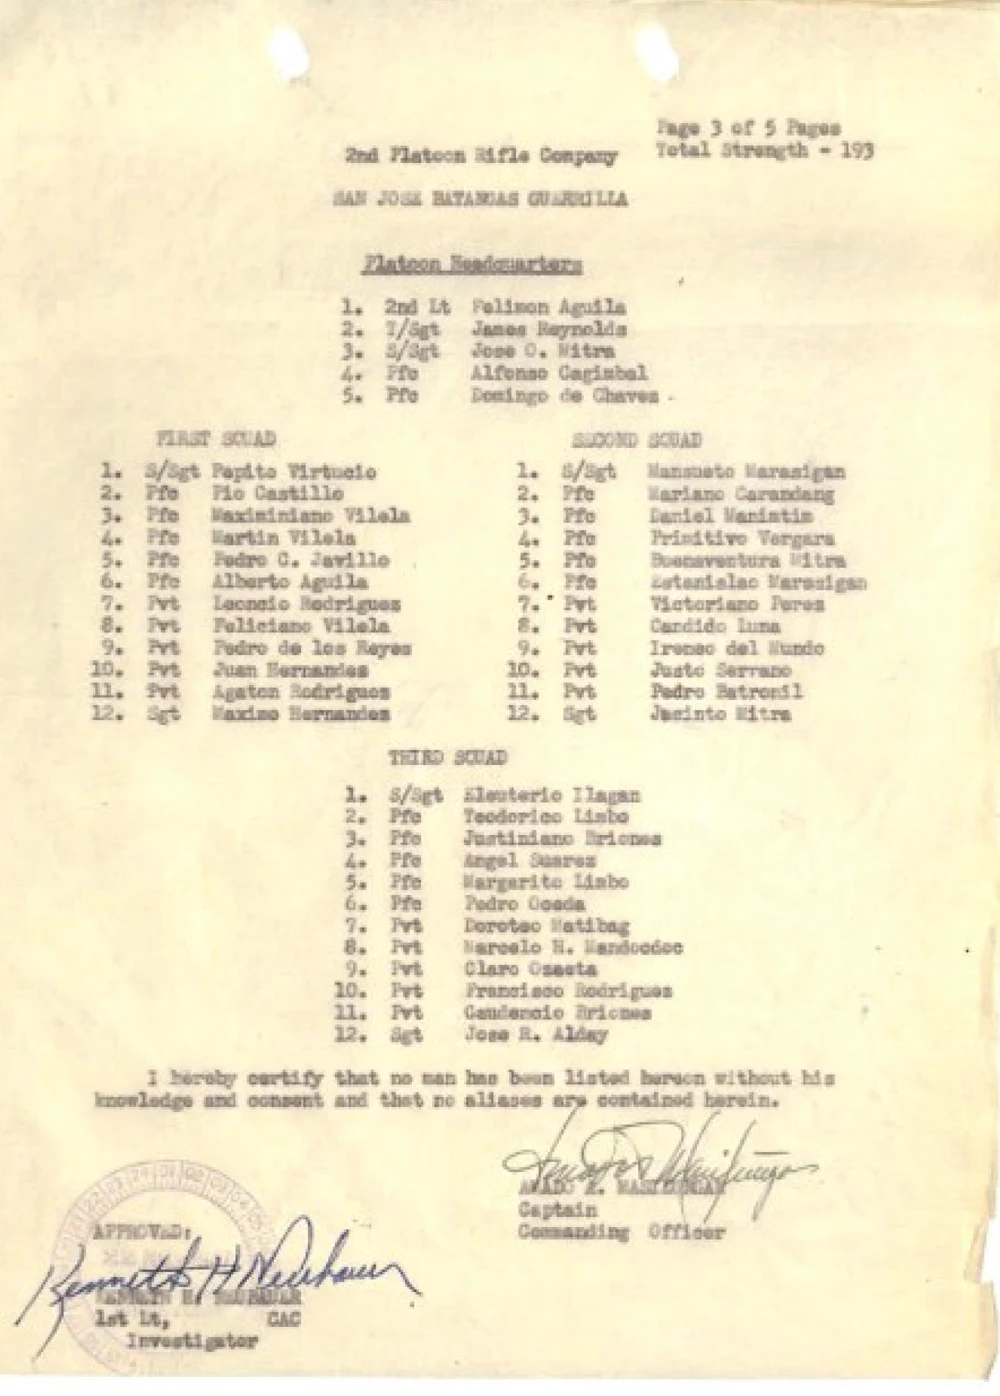 Page 3 of 5 Pages
Total Strength - 193
2nd Platoon Rifle Company
SAN JOSE BATANGAS GUERRILLA
Platoon Headquarters
1. 2nd Lt Felimon Aguila
2. T/Sgt James Reynolds
3. S/Sgt Jose O. Mitra
4. Pfc Alfonso Cagimbal
5. Pfc Domingo de Chavez
FIRST SQUAD
1. S/Sgt Pepito Virtucio
2. Pfc Pio Castillo
3. Pfc Maximiniano Vilela
4. Pfc Martin Vilela
5. Pfc Pedro C. Javillo
6. Pfc Alberto Aguila
7. Pvt Leoncio Rodrigues
8. Pvt Feliciano Vilela
9. Pvt Pedro de los Reyes
10. Pvt Juan Hernandes
11. Pvt Agaton Rodrigues
12. Sgt Maximo Hernandes
SECOND SQUAD
1. S/Sgt Mansueto Marasigan
2. Pfc Mariano Carandang
3. Pfc Daniel Manintim
4. Pfc Primitivo Vergara
5. Pfc Buenaventura Mitra
6. Pfc Estanislao Marasigan
7. Pvt Victoriano Perez
8. Pvt Candido Luna
9. Pvt Ireneo del Mundo
10. Pvt Justo Serrano
11. Pvt Pedro Batronil
12. Sgt Jacinto Mitra
THIRD SQUAD
1. S/Sgt Eleuterio Ilagan
2. Pfc Teodorico Limbo
3. Pfc Justiniano Briones
4. Pfc Angel Suarez
5. Pfc Margarito Limbo
6. Pfc Pedro
7. Pvt Doroteo Matibag
8. Pvt Marcelo H. Mandocdoc
9. Pvt Claro Ozaeta
10. Pvt Francisco Rodrigues
11. Pvt Gaudencio Briones
12. Sgt Jose R. Alday
I hereby certify that no man has been listed hereon without his
knowledge and consent and that no aliases are contained herein.
AMADO
Captain
Commanding Officer
APPROVED:
Kenneth H Neubauer
KENNETH H. NEUBAUER
1st Lt, CAC
Investigator